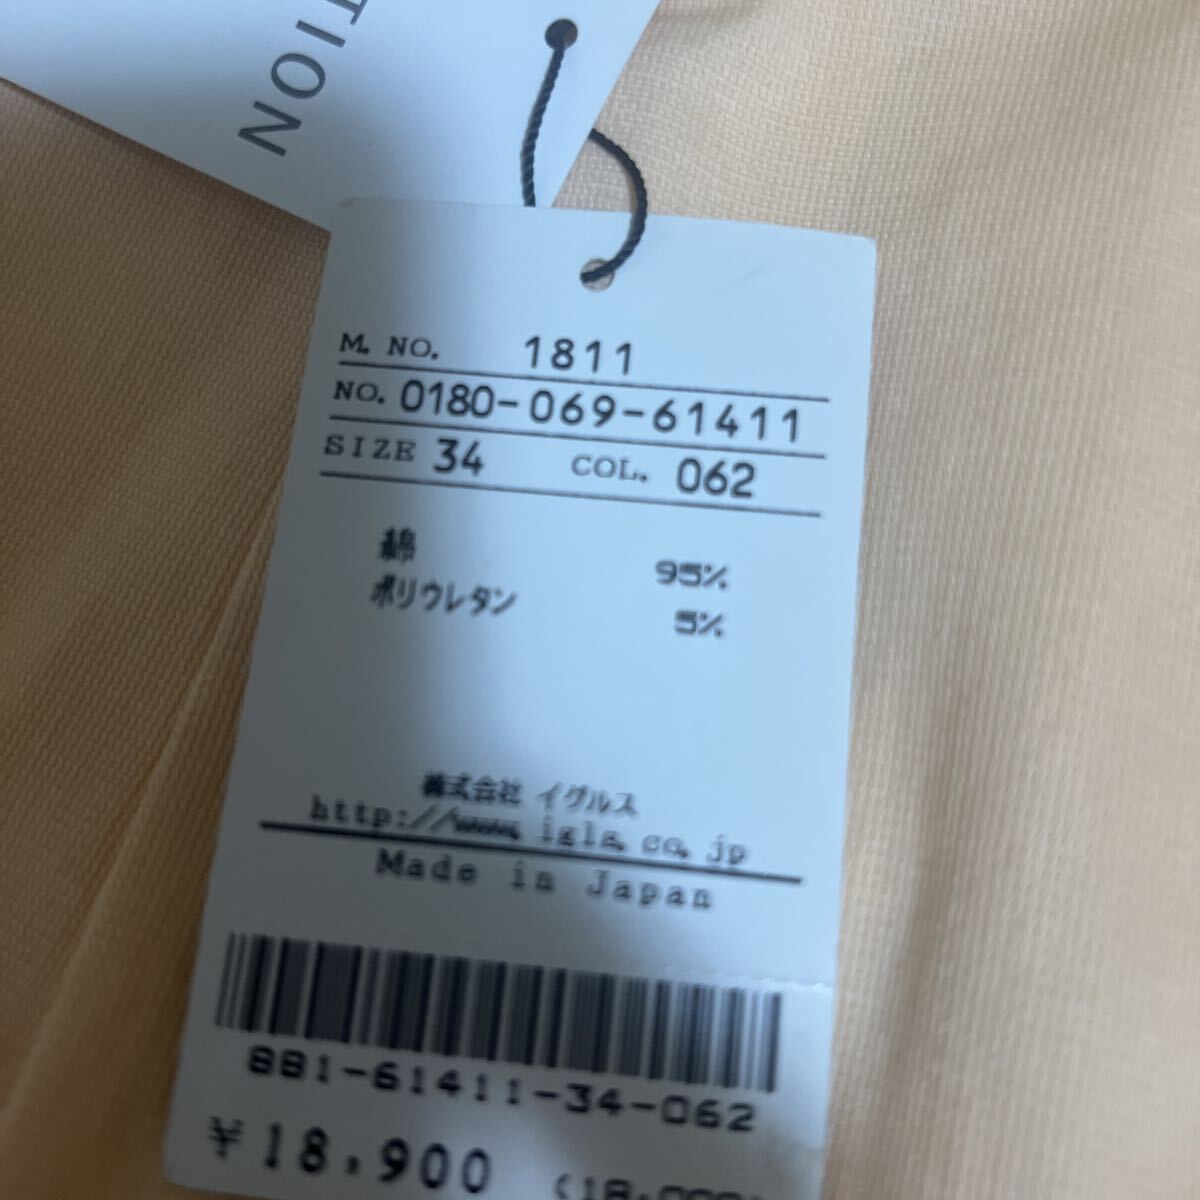 TION
M. NO. 1811
NO. 0180-069-61411
SIZE 34 COL. 062
綿 95%
ポリウレタン 5%
株式会社 イグルス
http://www.igls.co.jp
Made in Japan
881-61411-34-062
¥18,900